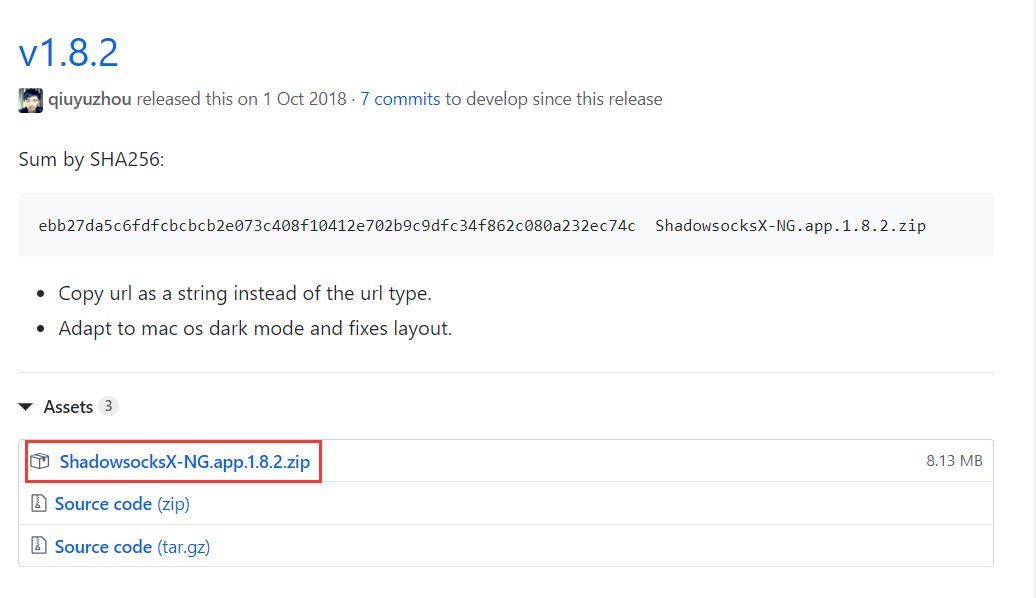 v1.8.2
qiuyuzhou released this on 1 Oct 2018 · 7 commits to develop since this release
Sum by SHA256:
ebb27da5c6fdfcbcbcb2e073c408f10412e702b9c9dfc34f862c080a232ec74c  ShadowsocksX-NG.app.1.8.2.zip
• Copy url as a string instead of the url type.
• Adapt to mac os dark mode and fixes layout.
Assets 3
ShadowsocksX-NG.app.1.8.2.zip 8.13 MB
Source code (zip)
Source code (tar.gz)